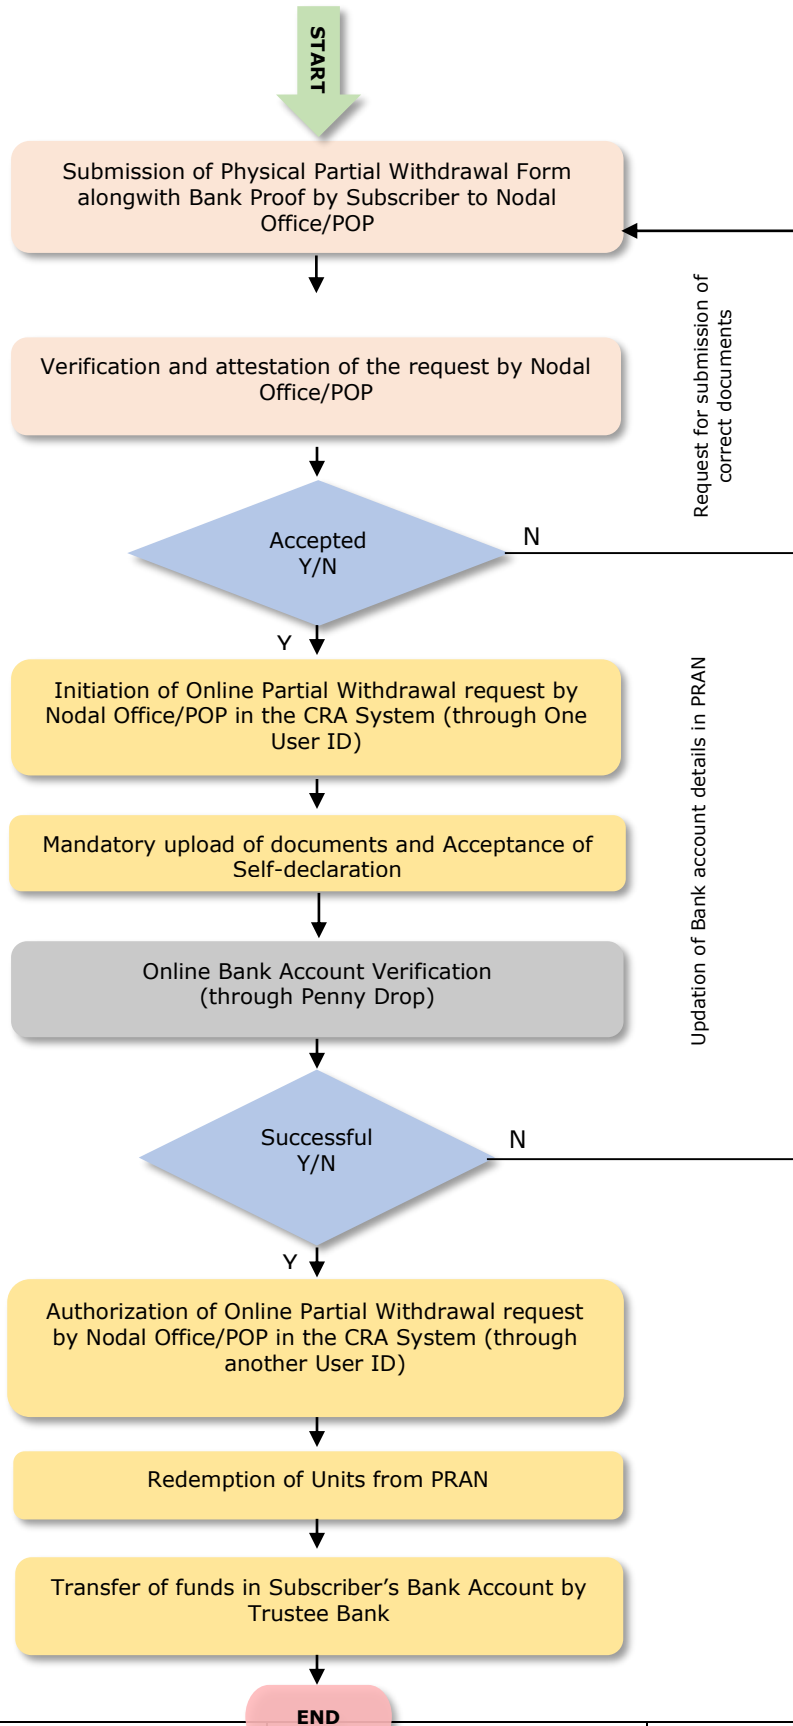 START
Submission of Physical Partial Withdrawal Form
alongwith Bank Proof by Subscriber to Nodal
Office/POP
Request for submission of
correct documents
Verification and attestation of the request by Nodal
Office/POP
Accepted
Y/N
N
Y
Initiation of Online Partial Withdrawal request by
Nodal Office/POP in the CRA System (through One
User ID)
Updation of Bank account details in PRAN
Mandatory upload of documents and Acceptance of
Self-declaration
Online Bank Account Verification
(through Penny Drop)
Successful
Y/N
N
Y
Authorization of Online Partial Withdrawal request
by Nodal Office/POP in the CRA System (through
another User ID)
Redemption of Units from PRAN
Transfer of funds in Subscriber's Bank Account by
Trustee Bank
END